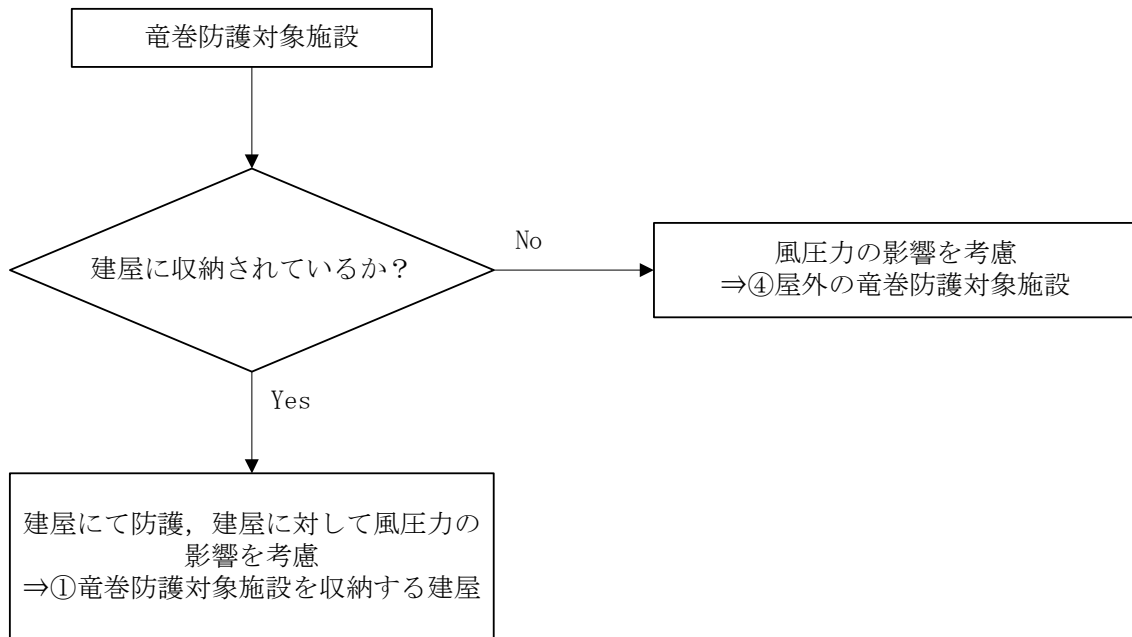 竜巻防護対象施設
建屋に収納されているか？
No
風圧力の影響を考慮
⇒④屋外の竜巻防護対象施設
Yes
建屋にて防護，建屋に対して風圧力の
影響を考慮
⇒①竜巻防護対象施設を収納する建屋